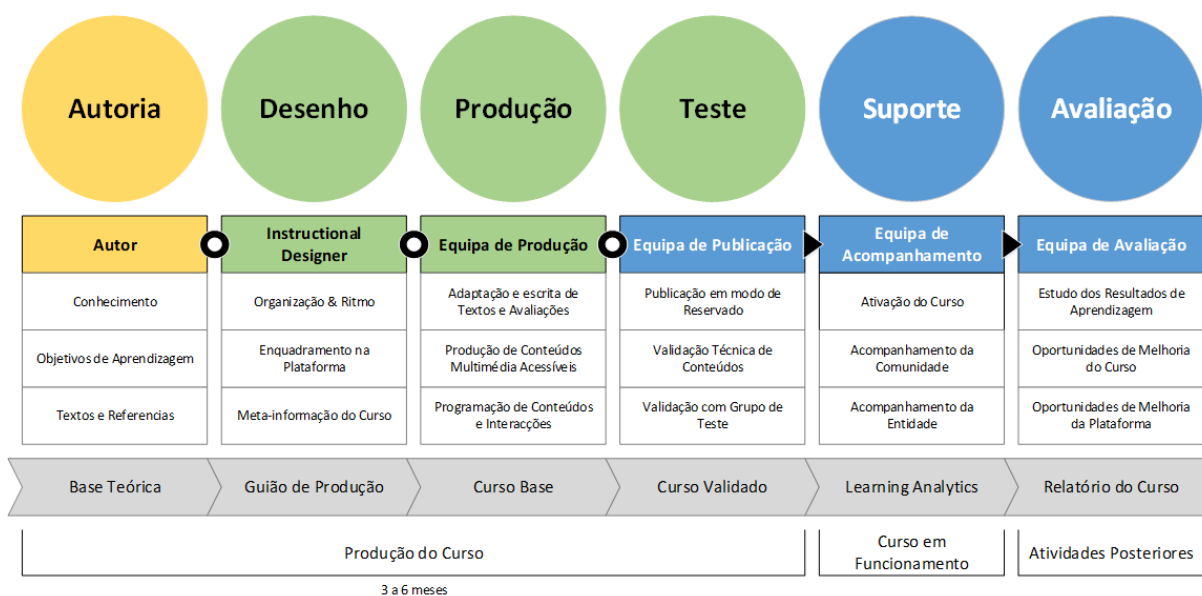 Autoria
Desenho
Produção
Teste
Suporte
Avaliação
Autor
Instructional
Designer
Equipa de Produção
Equipa de Publicação
Equipa de
Acompanhamento
Equipa de Avaliação
Conhecimento
Organização & Ritmo
Adaptação e escrita de
Textos e Avaliações
Publicação em modo de
Reservado
Ativação do Curso
Estudo dos Resultados de
Aprendizagem
Objetivos de Aprendizagem
Enquadramento na
Plataforma
Produção de Conteúdos
Multimédia Acessíveis
Validação Técnica de
Conteúdos
Acompanhamento da
Comunidade
Oportunidades de Melhoria
do Curso
Textos e Referencias
Meta-informação do Curso
Programação de Conteúdos
e Interacções
Validação com Grupo de
Teste
Acompanhamento da
Entidade
Oportunidades de Melhoria
da Plataforma
Base Teórica
Guião de Produção
Curso Base
Curso Validado
Learning Analytics
Relatório do Curso
Produção do Curso
Curso em
Funcionamento
Atividades Posteriores
3 a 6 meses